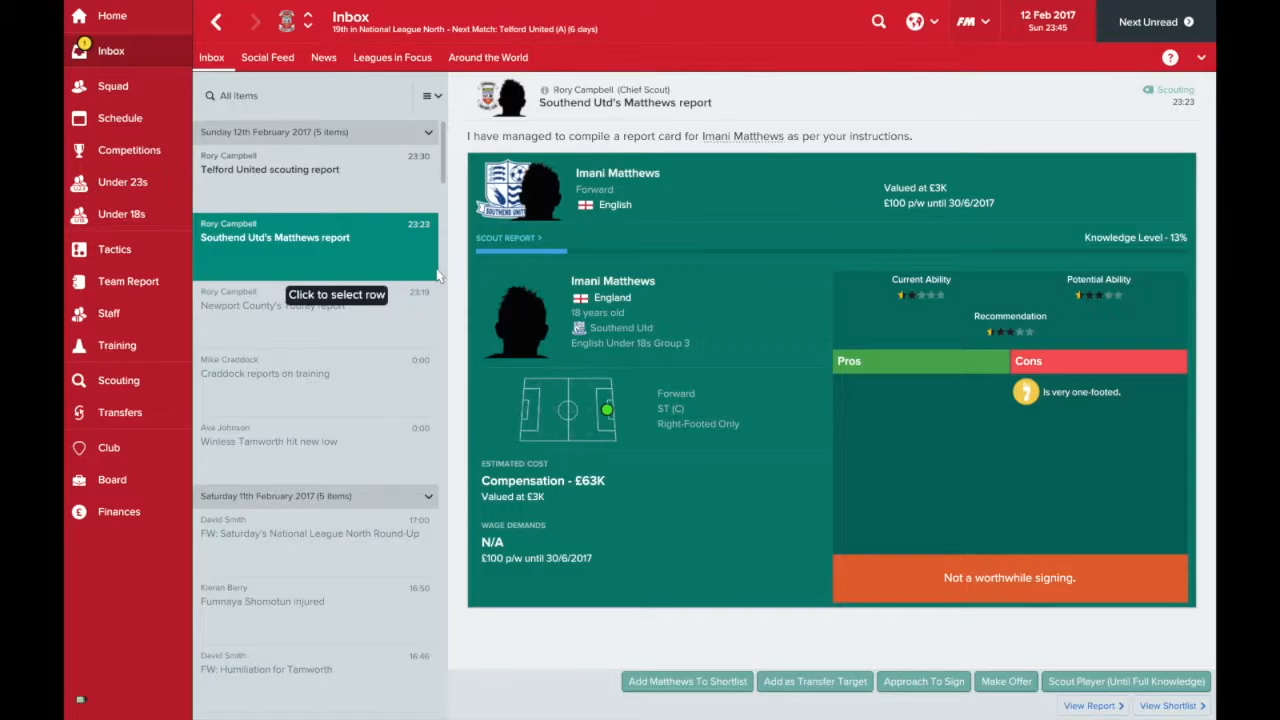 Home
Inbox
Squad
Schedule
Competitions
Under 23s
Under 18s
Tactics
Team Report
Staff
Training
Scouting
Transfers
Club
Board
Finances
Inbox
19th in National League North - Next Match: Telford United (A) (6 days)
FM
12 Feb 2017
Sun 23:45
Next Unread
Inbox Social Feed News Leagues in Focus Around the World
?
All items
Sunday 12th February 2017 (5 items)
Rory Campbell 23:30
Telford United scouting report
Rory Campbell 23:23
Southend Utd's Matthews report
Click to select row
Rory Campbell 23:19
Newport County's report
Mike Craddock 0:00
Craddock reports on training
Ava Johnson 0:00
Winless Tamworth hit new low
Saturday 11th February 2017 (5 items)
David Smith 17:00
FW: Saturday's National League North Round-Up
Kieran Berry 16:50
Fumnaya Shomotun injured
David Smith 16:46
FW: Humiliation for Tamworth
Rory Campbell (Chief Scout)
Southend Utd's Matthews report
Scouting
23:23
I have managed to compile a report card for Imani Matthews as per your instructions.
Imani Matthews
Forward
English
Valued at £3K
£100 p/w until 30/6/2017
SCOUT REPORT >
Knowledge Level - 13%
Imani Matthews
England
18 years old
Southend Utd
English Under 18s Group 3
Forward
ST (C)
Right-Footed Only
ESTIMATED COST
Compensation - £63K
Valued at £3K
WAGE DEMANDS
N/A
£100 p/w until 30/6/2017
Current Ability
Potential Ability
Recommendation
Pros
Cons
Is very one-footed.
Not a worthwhile signing.
Add Matthews To Shortlist
Add as Transfer Target
Approach To Sign
Make Offer
Scout Player (Until Full Knowledge)
View Report >
View Shortlist >